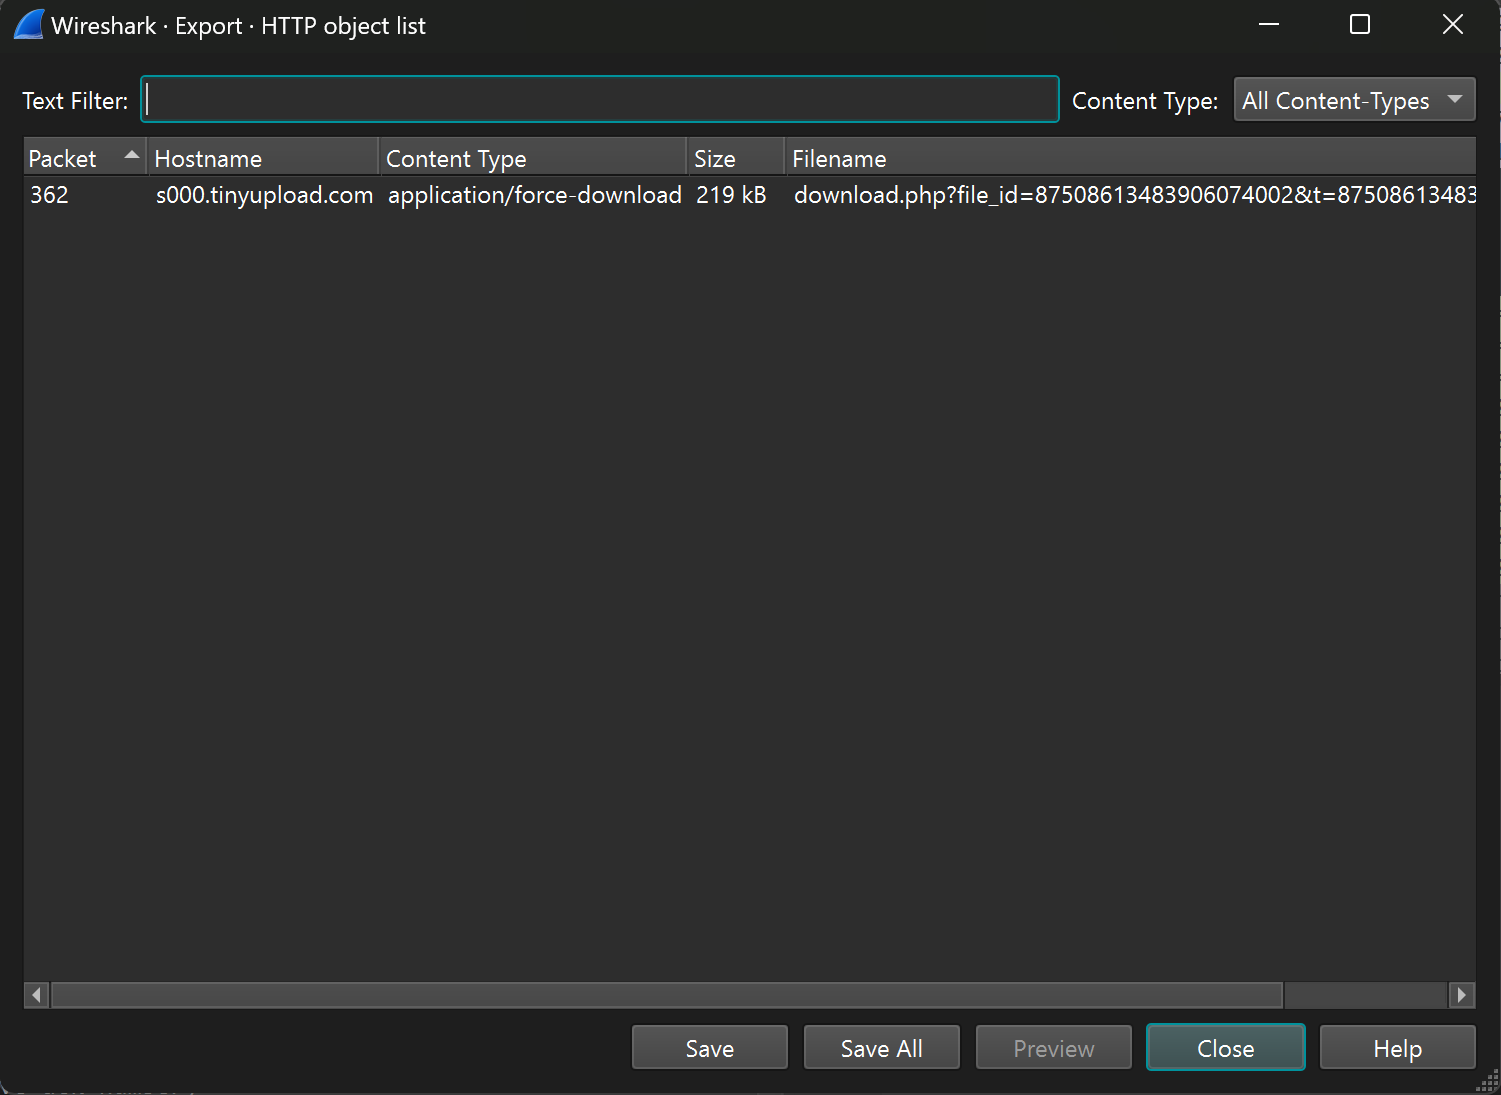 Wireshark · Export · HTTP object list
Text Filter: Content Type: All Content-Types
Packet Hostname Content Type Size Filename
362 s000.tinyupload.com application/force-download 219 kB download.php?file_id=87508613483906074002&t=87508613483
Save Save All Preview Close Help